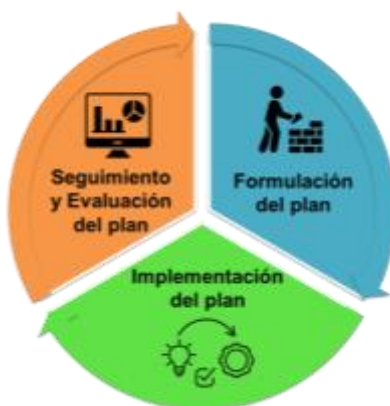 Seguimiento
y Evaluación
del plan
Formulación
del plan
Implementación
del plan